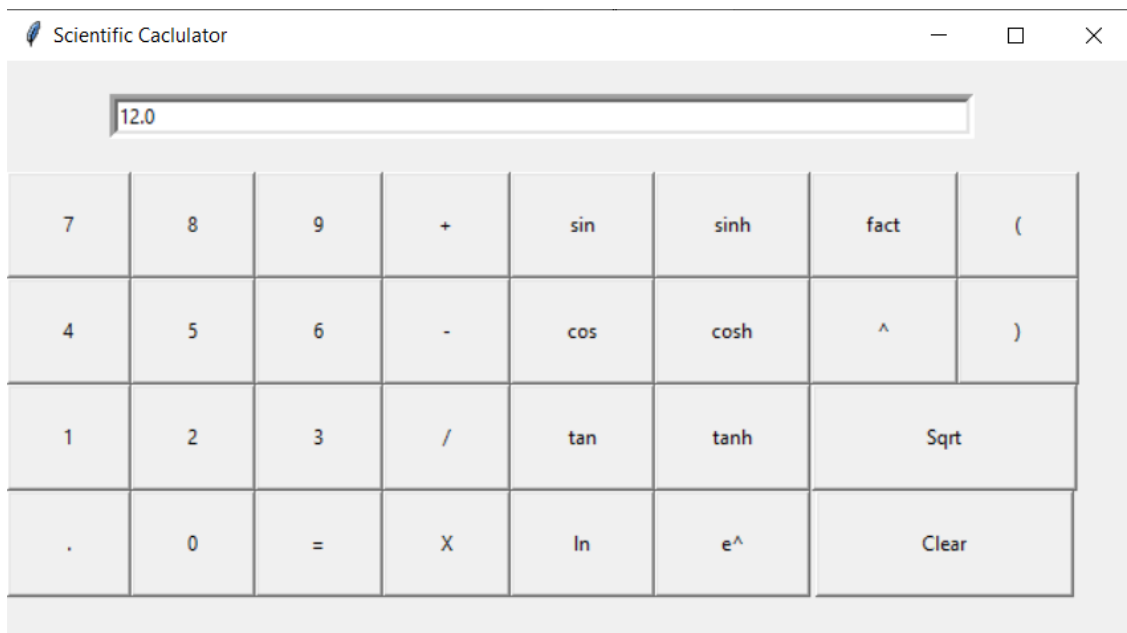 Scientific Caclulator
12.0
7 8 9 + sin sinh fact (
4 5 6 - cos cosh ^ )
1 2 3 / tan tanh Sqrt
. 0 = X ln e^ Clear